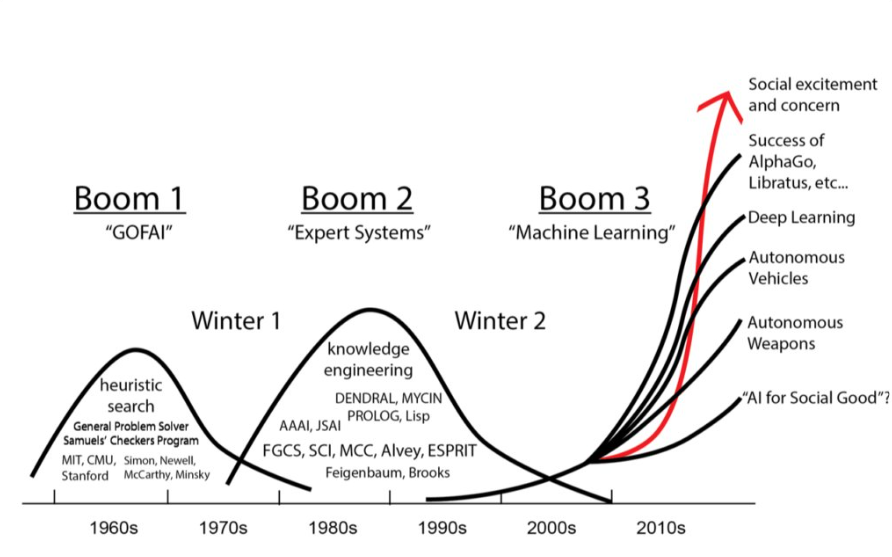 Social excitement
and concern
Success of
AlphaGo,
Libratus, etc...
Boom 1
Boom 2
Boom 3
"GOFAI"
"Expert Systems"
"Machine Learning"
Deep Learning
Autonomous
Vehicles
Winter 1
Winter 2
Autonomous
Weapons
knowledge
engineering
heuristic
search
DENDRAL, MYCIN
PROLOG, Lisp
AAAI, JSAI
"AI for Social Good"?
General Problem Solver
Samuels' Checkers Program
FGCS, SCI, MCC, Alvey, ESPRIT
Feigenbaum, Brooks
MIT, CMU,
Stanford
Simon, Newell,
McCarthy, Minsky
1960s
1970s
1980s
1990s
2000s
2010s